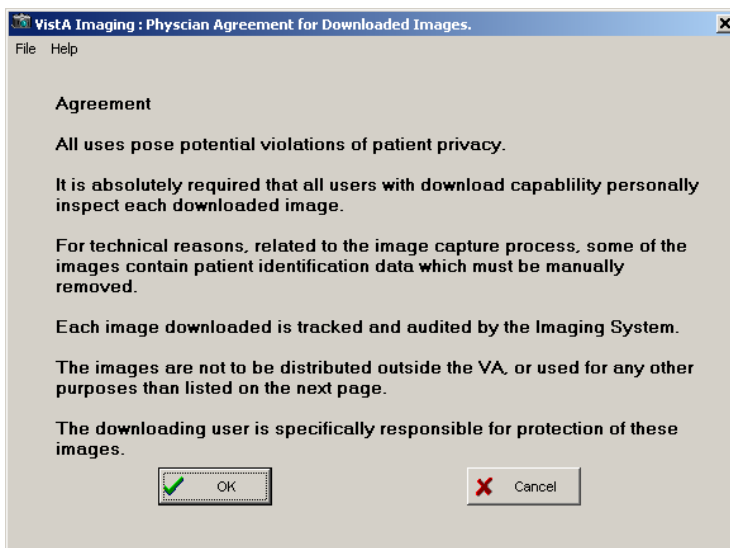 VistA Imaging : Physcian Agreement for Downloaded Images.
File Help
Agreement
All uses pose potential violations of patient privacy.
It is absolutely required that all users with download capablility personally
inspect each downloaded image.
For technical reasons, related to the image capture process, some of the
images contain patient identification data which must be manually
removed.
Each image downloaded is tracked and audited by the Imaging System.
The images are not to be distributed outside the VA, or used for any other
purposes than listed on the next page.
The downloading user is specifically responsible for protection of these
images.
OK Cancel